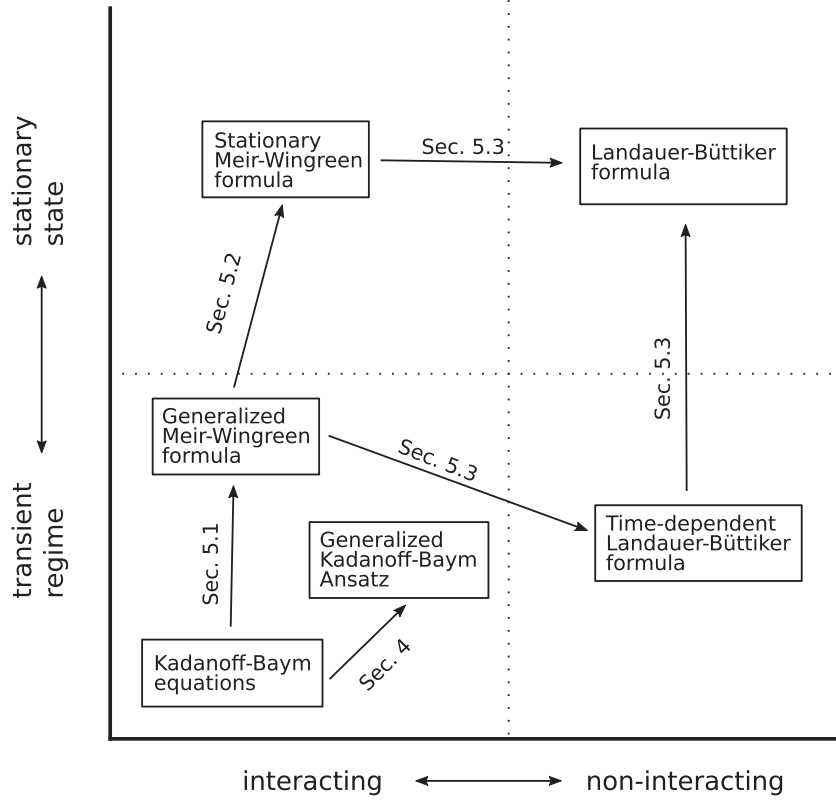 stationary
state
transient
regime
Stationary
Meir-Wingreen
formula
Sec. 5.3
Landauer-Büttiker
formula
Sec. 5.2
Sec. 5.3
Generalized
Meir-Wingreen
formula
Sec. 5.3
Sec. 5.1
Generalized
Kadanoff-Baym
Ansatz
Time-dependent
Landauer-Büttiker
formula
Kadanoff-Baym
equations
Sec. 4
interacting
non-interacting